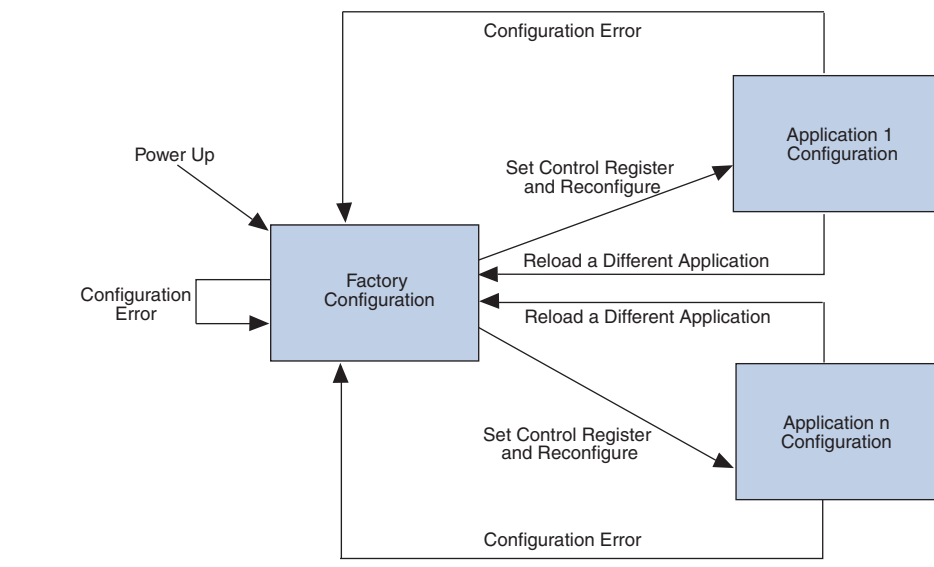 Configuration Error
Application 1
Configuration
Power Up
Set Control Register
and Reconfigure
Reload a Different Application
Factory
Configuration
Configuration
Error
Reload a Different Application
Set Control Register
and Reconfigure
Application n
Configuration
Configuration Error